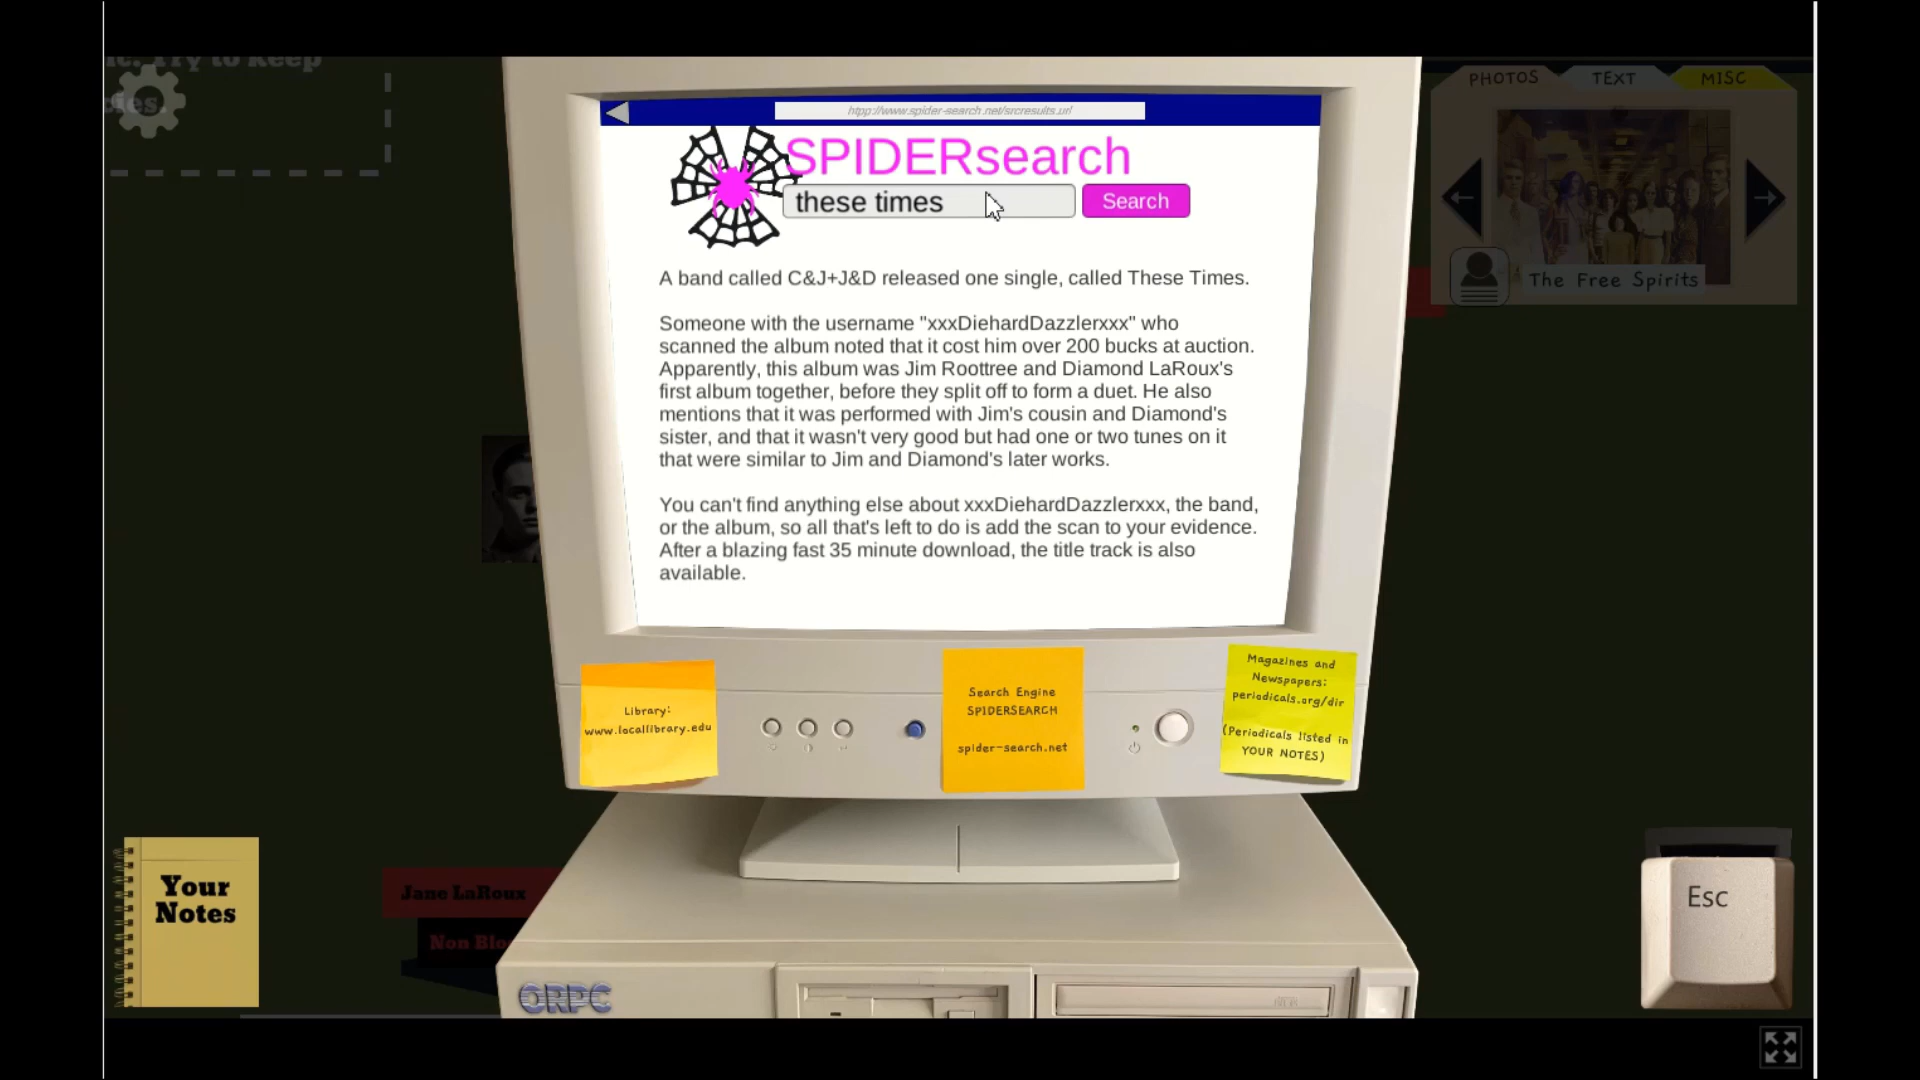 PHOTOS TEXT MISC
http://www.spider-search.net/srcresults.url
SPIDERsearch
these times
Search
The Free Spirits
A band called C&J+J&D released one single, called These Times.
Someone with the username "xxxDiehardDazzlerxxx" who
scanned the album noted that it cost him over 200 bucks at auction.
Apparently, this album was Jim Roottree and Diamond LaRoux's
first album together, before they split off to form a duet. He also
mentions that it was performed with Jim's cousin and Diamond's
sister, and that it wasn't very good but had one or two tunes on it
that were similar to Jim and Diamond's later works.
You can't find anything else about xxxDiehardDazzlerxxx, the band,
or the album, so all that's left to do is add the scan to your evidence.
After a blazing fast 35 minute download, the title track is also
available.
Library:
www.locallibrary.edu
Search Engine
SPIDERSEARCH
spider-search.net
Magazines and
Newspapers:
periodicals.org/dir
(Periodicals listed in
YOUR NOTES)
Your
Notes
Jane LaRoux
Non Blo
Esc
ORPC